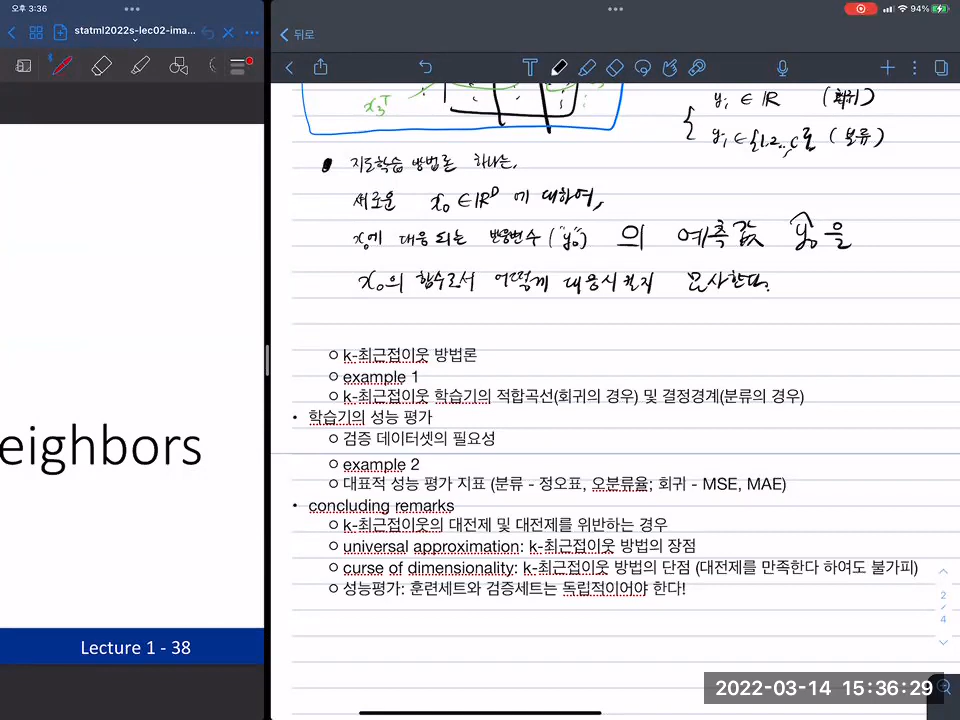 오후 3:36
94%
statml2022s-lec02-ima...
뒤로
x₃ᵀ
yᵢ ∈ ℝ (회귀)
yᵢ ∈ {1,2,..,C} (분류)
지도학습 방법론 하나는,
새로운 x₀ ∈ ℝᴰ 에 대하여,
x₀에 대응되는 반응변수 ("y₀") 의 예측값 ŷ₀을
x₀의 함수로서 어떻게 대응시킬지 묘사한다.
k-최근접이웃 방법론
example 1
k-최근접이웃 학습기의 적합곡선(회귀의 경우) 및 결정경계(분류의 경우)
학습기의 성능 평가
검증 데이터셋의 필요성
example 2
대표적 성능 평가 지표 (분류 - 정오표, 오분류율; 회귀 - MSE, MAE)
concluding remarks
k-최근접이웃의 대전제 및 대전제를 위반하는 경우
universal approximation: k-최근접이웃 방법의 장점
curse of dimensionality: k-최근접이웃 방법의 단점 (대전제를 만족한다 하여도 불가피)
성능평가: 훈련세트와 검증세트는 독립적이어야 한다!
eighbors
Lecture 1 - 38
2
4
2022-03-14 15:36:29